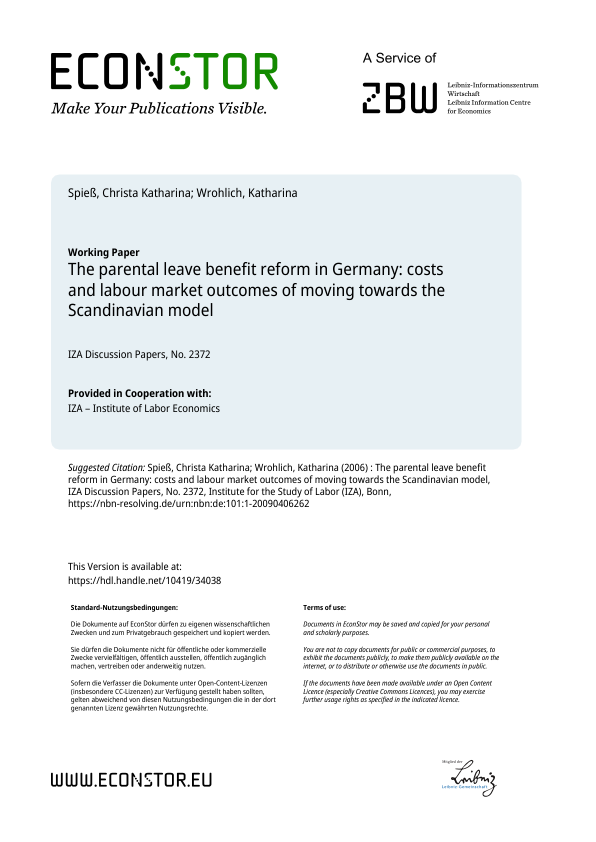 ECONSTOR
Make Your Publications Visible.
A Service of
ZBW
Leibniz-Informationszentrum
Wirtschaft
Leibniz Information Centre
for Economics
Spieß, Christa Katharina; Wrohlich, Katharina
Working Paper
The parental leave benefit reform in Germany: costs
and labour market outcomes of moving towards the
Scandinavian model
IZA Discussion Papers, No. 2372
Provided in Cooperation with:
IZA – Institute of Labor Economics
Suggested Citation: Spieß, Christa Katharina; Wrohlich, Katharina (2006) : The parental leave benefit
reform in Germany: costs and labour market outcomes of moving towards the Scandinavian model,
IZA Discussion Papers, No. 2372, Institute for the Study of Labor (IZA), Bonn,
https://nbn-resolving.de/urn:nbn:de:101:1-20090406262
This Version is available at:
https://hdl.handle.net/10419/34038
Standard-Nutzungsbedingungen:
Die Dokumente auf EconStor dürfen zu eigenen wissenschaftlichen
Zwecken und zum Privatgebrauch gespeichert und kopiert werden.
Sie dürfen die Dokumente nicht für öffentliche oder kommerzielle
Zwecke vervielfältigen, öffentlich ausstellen, öffentlich zugänglich
machen, vertreiben oder anderweitig nutzen.
Sofern die Verfasser die Dokumente unter Open-Content-Lizenzen
(insbesondere CC-Lizenzen) zur Verfügung gestellt haben sollten,
gelten abweichend von diesen Nutzungsbedingungen die in der dort
genannten Lizenz gewährten Nutzungsrechte.
Terms of use:
Documents in EconStor may be saved and copied for your personal
and scholarly purposes.
You are not to copy documents for public or commercial purposes, to
exhibit the documents publicly, to make them publicly available on the
internet, or to distribute or otherwise use the documents in public.
If the documents have been made available under an Open Content
Licence (especially Creative Commons Licences), you may exercise
further usage rights as specified in the indicated licence.
WWW.ECONSTOR.EU
Mitglied der
Leibniz
Leibniz-Gemeinschaft